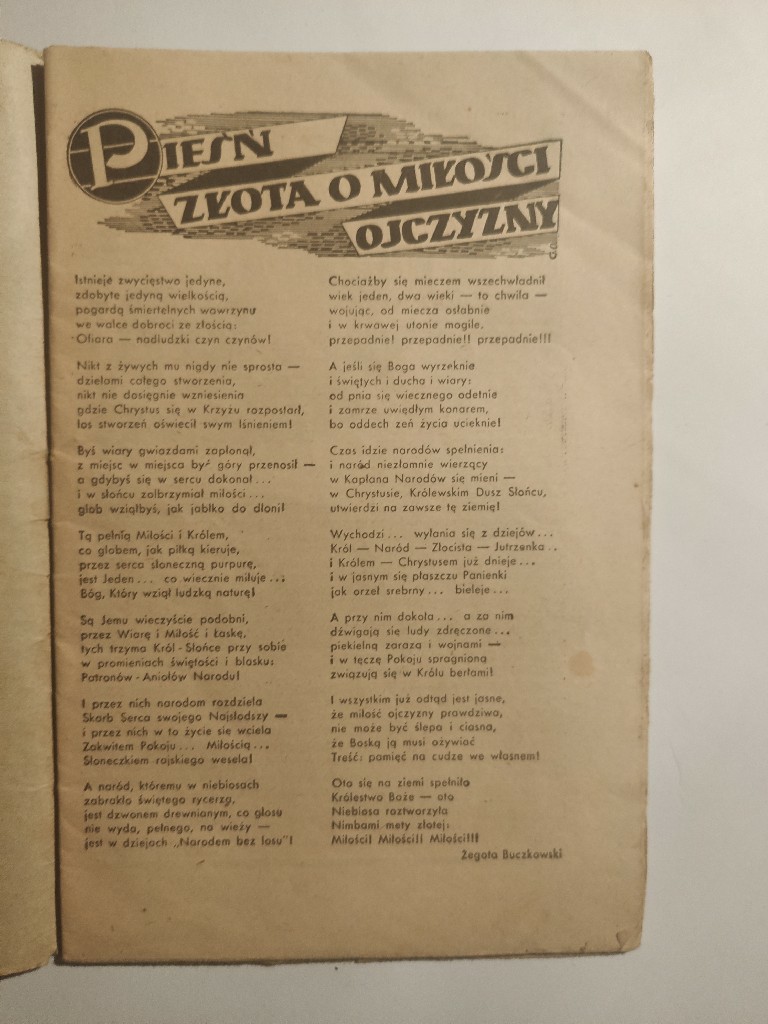 PIEŚŃ
ZŁOTA O MIŁOŚCI
OJCZYZNY
G.G.
Istnieje zwycięstwo jedyne,
zdobyte jedyną wielkością,
pogardą śmiertelnych wawrzynu
we walce dobroci ze złością:
Ofiara — nadludzki czyn czynów!
Nikt z żywych mu nigdy nie sprosta —
dziełami całego stworzenia,
nikt nie dosięgnie wzniesienia
gdzie Chrystus się w Krzyżu rozpostarł,
los stworzeń oświecił swym lśnieniem!
Byś wiary gwiazdami zapłonął,
z miejsc w miejsca by góry przenosił —
a gdybyś się w sercu dokonał...
i w słońcu zolbrzymiał miłości...
glob wziąłbyś, jak jabłko do dłoni!
Tą pełnią Miłości i Królem,
co globem, jak piłką kieruje,
przez serca słoneczną purpurę,
jest Jeden... co wiecznie miłuje...
Bóg, Który wziął ludzką naturę!
Są Jemu wieczyście podobni,
przez Wiarę i Miłość i Łaskę,
tych trzyma Król - Słońce przy sobie
w promieniach świętości i blasku:
Patronów - Aniołów Narodu!
I przez nich narodom rozdziela
Skarb Serca swojego Najsłodszy —
i przez nich w to życie się wciela
Zakwitem Pokoju... Miłością...
Słoneczkiem rajskiego wesela!
A naród, któremu w niebiosach
zabrakło świętego rycerza,
jest dzwonem drewnianym, co głosu
nie wyda, pełnego, na wieży —
jest w dziejach „Narodem bez losu"!
Chociażby się mieczem wszechwładnił
wiek jeden, dwa wieki — to chwila —
wojując, od miecza osłabnie
i w krwawej utonie mogile.
przepadnie! przepadnie!! przepadnie!!!
A jeśli się Boga wyrzeknie
i świętych i ducha i wiary:
od pnia się wiecznego odetnie
i zamrze uwiędłym konarem,
bo oddech zeń życia ucieknie!
Czas idzie narodów spełnienia:
i naród niezłomnie wierzący
w Kapłana Narodów się mieni —
w Chrystusie, Królewskim Dusz Słońcu,
utwierdzi na zawsze tę ziemię!
Wychodzi... wyłania się z dziejów...
Król — Naród — Złocista — Jutrzenka..
i Królem — Chrystusem już dnieje...
i w jasnym się płaszczu Panienki
jak orzeł srebrny... bieleje...
A przy nim dokoła... a za nim
dźwigają się ludy zdręczone...
piekielną zarazą i wojnami —
i w tęczę Pokoju spragniona
związują się w Królu berłami!
I wszystkim już odtąd jest jasne,
że miłość ojczyzny prawdziwa,
nie może być ślepa i ciasna,
że Boską ją musi ożywiać
Treść: pamięć na cudze we własnem!
Oto się na ziemi spełniło
Królestwo Boże — oto
Niebiosa roztworzyła
Nimbami mety złotej:
Miłości! Miłości!! Miłości!!!
Żegota Buczkowski